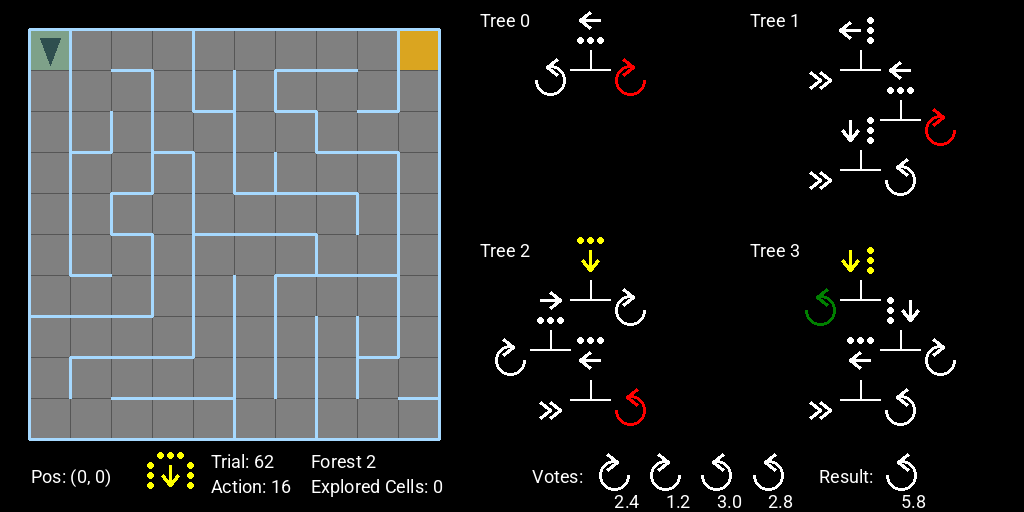 Tree 0
Tree 1
Tree 2
Tree 3
Pos: (0, 0)
Trial: 62
Forest 2
Action: 16
Explored Cells: 0
Votes:
2.4
1.2
3.0
2.8
Result:
5.8